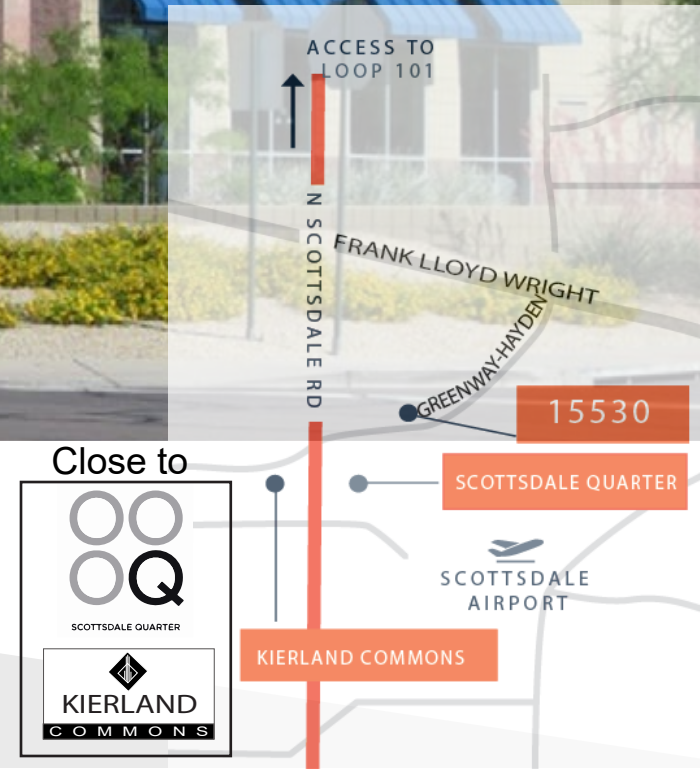 ACCESS TO
LOOP 101
N SCOTTSDALE RD
FRANK LLOYD WRIGHT
GREENWAY-HAYDEN
15530
Close to
SCOTTSDALE QUARTER
Q
SCOTTSDALE QUARTER
SCOTTSDALE
AIRPORT
KIERLAND COMMONS
KIERLAND
COMMONS